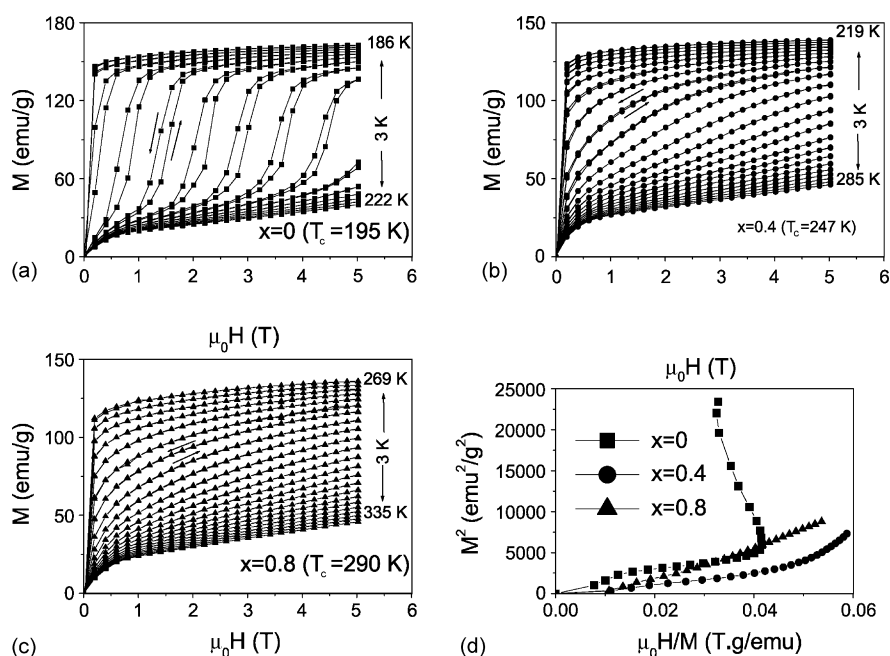 180
150
120
90
60
30
0
M (emu/g)
186 K
3 K
222 K
x=0 (Tc =195 K)
0 1 2 3 4 5 6
(a)
μ0H (T)
150
100
50
0
M (emu/g)
219 K
3 K
285 K
x=0.4 (Tc =247 K)
0 1 2 3 4 5 6
(b)
μ0H (T)
150
100
50
0
M (emu/g)
269 K
3 K
335 K
x=0.8 (Tc =290 K)
0 1 2 3 4 5 6
(c)
μ0H (T)
25000
20000
15000
10000
5000
0
M2 (emu2/g2)
x=0
x=0.4
x=0.8
0.00 0.02 0.04 0.06
(d)
μ0H/M (T.g/emu)